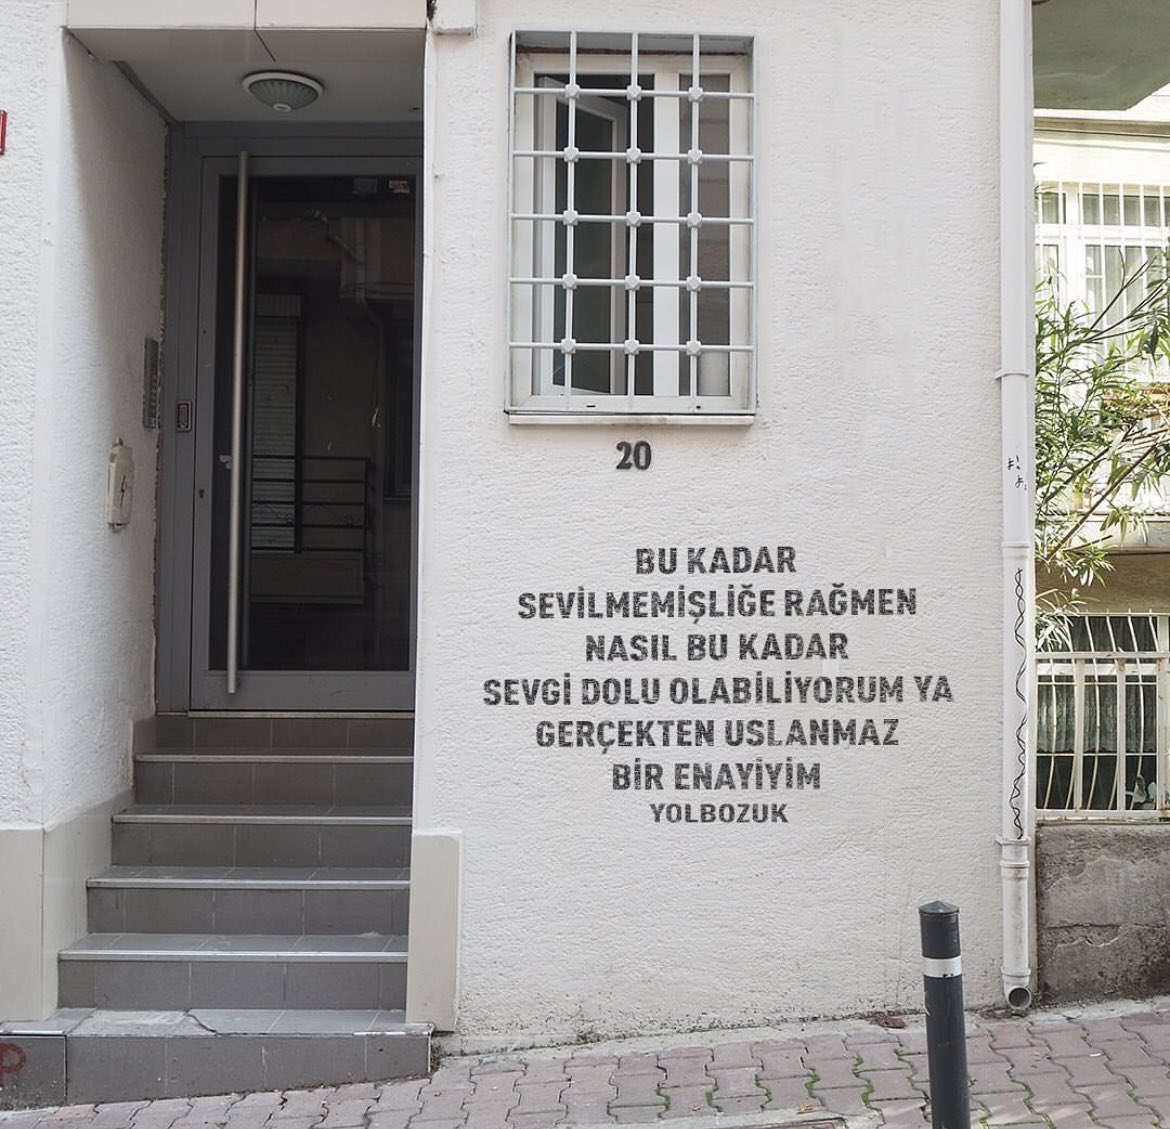 20
BU KADAR
SEVİLMEMİŞLİĞE RAĞMEN
NASIL BU KADAR
SEVGİ DOLU OLABİLİYORUM YA
GERÇEKTEN USLANMAZ
BİR ENAYİYİM
YOLBOZUK
P